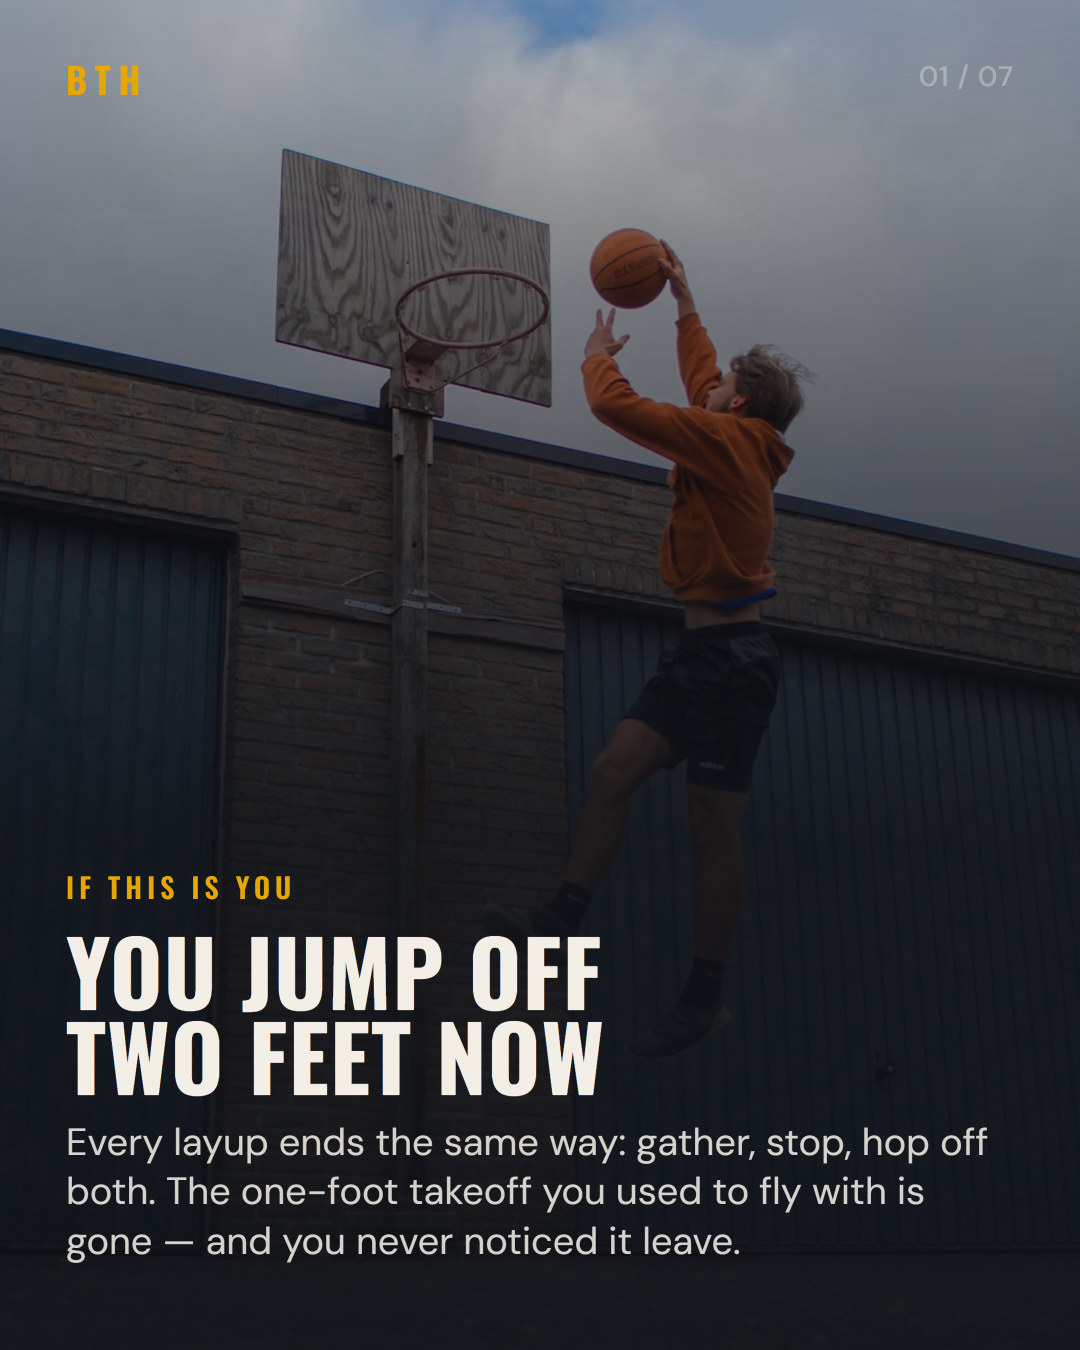 BTH
01 / 07
IF THIS IS YOU
YOU JUMP OFF
TWO FEET NOW
Every layup ends the same way: gather, stop, hop off
both. The one-foot takeoff you used to fly with is
gone — and you never noticed it leave.